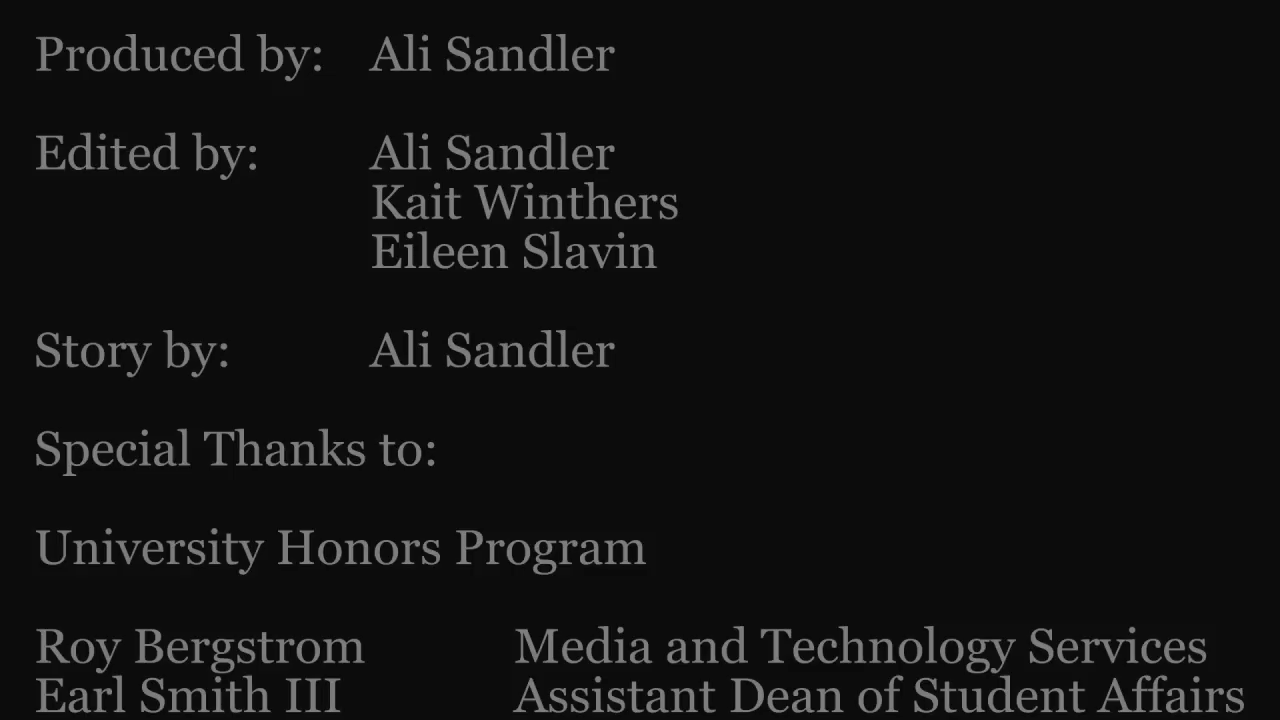 Produced by: Ali Sandler
Edited by: Ali Sandler
Kait Winthers
Eileen Slavin
Story by: Ali Sandler
Special Thanks to:
University Honors Program
Roy Bergstrom Media and Technology Services
Earl Smith III Assistant Dean of Student Affairs